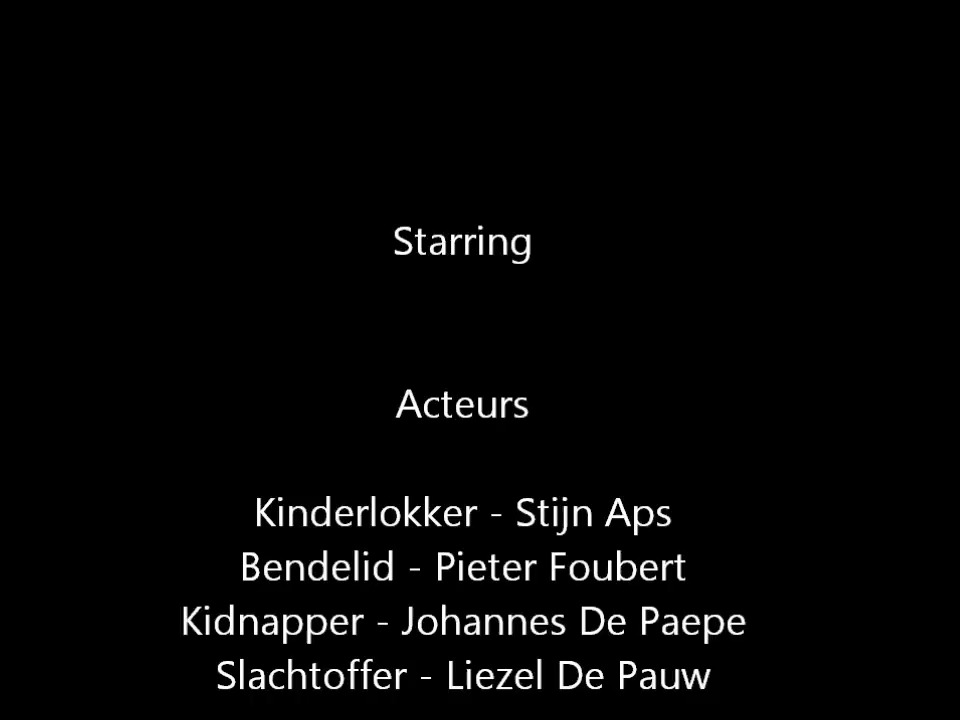 Starring
Acteurs
Kinderlokker - Stijn Aps
Bendelid - Pieter Foubert
Kidnapper - Johannes De Paepe
Slachtoffer - Liezel De Pauw